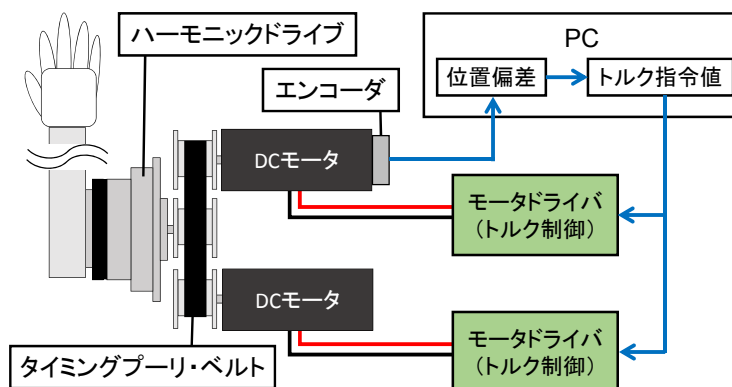 ハーモニックドライブ
PC
位置偏差
トルク指令値
エンコーダ
DCモータ
モータドライバ
（トルク制御）
DCモータ
モータドライバ
（トルク制御）
タイミングプーリ・ベルト